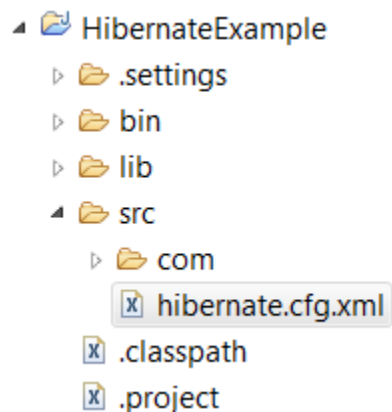 HibernateExample
.settings
bin
lib
src
com
hibernate.cfg.xml
.classpath
.project